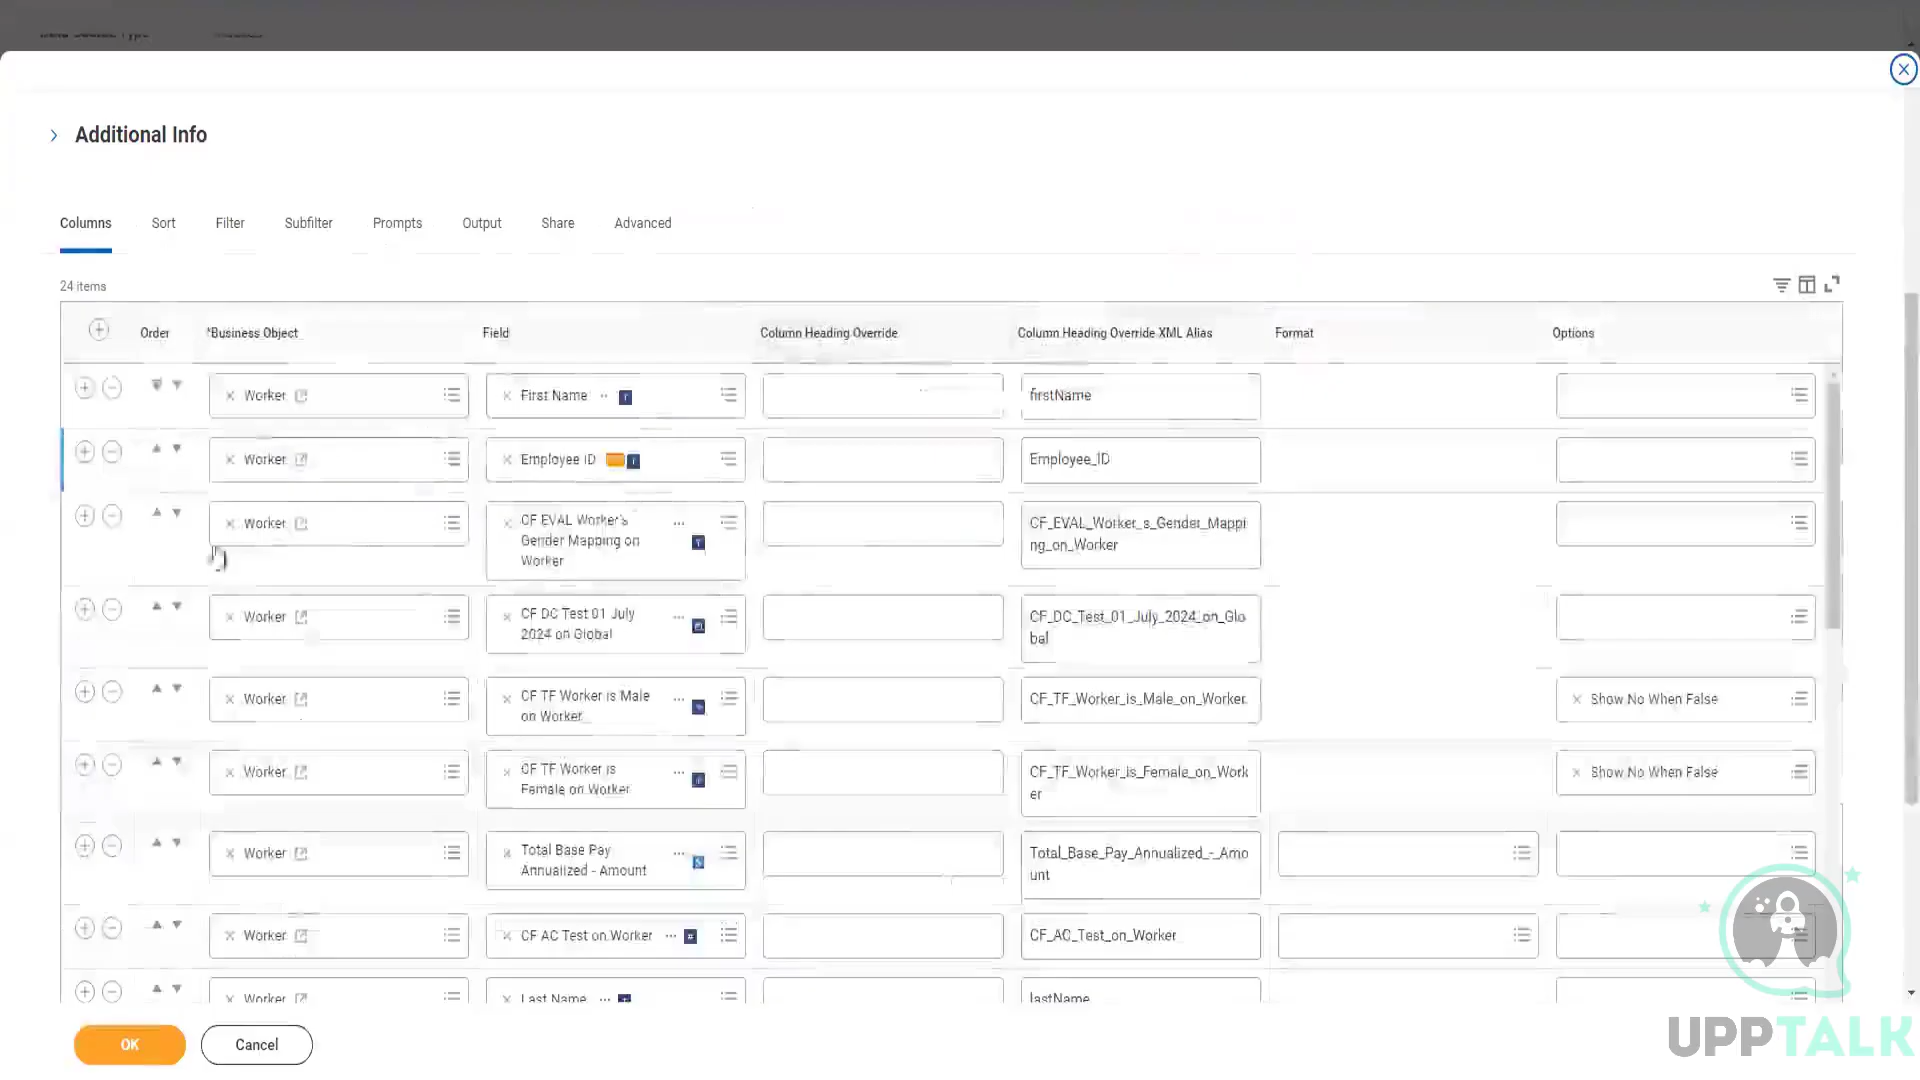 Additional Info
Columns Sort Filter Subfilter Prompts Output Share Advanced
24 items
Order *Business Object Field Column Heading Override Column Heading Override XML Alias Format Options
Worker First Name firstName
Worker Employee ID Employee_ID
Worker CF EVAL Worker's Gender Mapping on Worker CF_EVAL_Worker_s_Gender_Mapping_on_Worker
Worker CF DC Test 01 July 2024 on Global CF_DC_Test_01_July_2024_on_Global
Worker CF TF Worker is Male on Worker CF_TF_Worker_is_Male_on_Worker Show No When False
Worker CF TF Worker is Female on Worker CF_TF_Worker_is_Female_on_Worker Show No When False
Worker Total Base Pay Annualized - Amount Total_Base_Pay_Annualized_-_Amount
Worker CF AC Test on Worker CF_AC_Test_on_Worker
Worker Last Name lastName
OK Cancel
UPPTALK